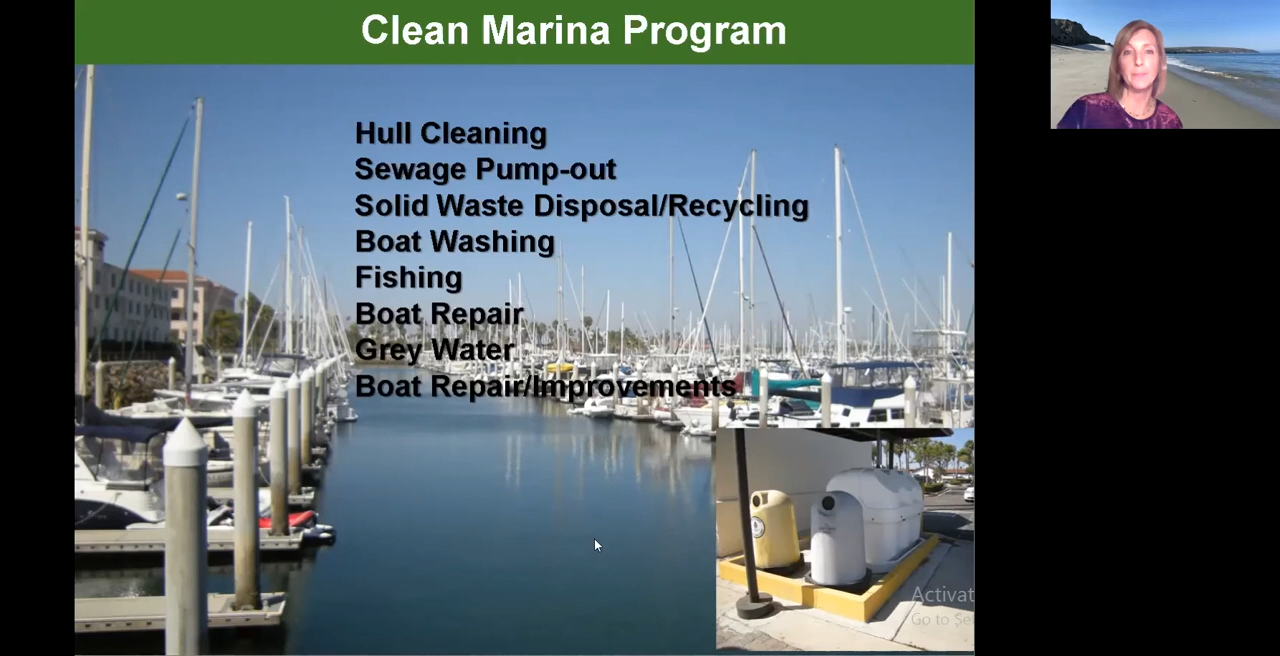 Clean Marina Program
Hull Cleaning
Sewage Pump-out
Solid Waste Disposal/Recycling
Boat Washing
Fishing
Boat Repair
Grey Water
Boat Repair/Improvements
Activat
Go to Se